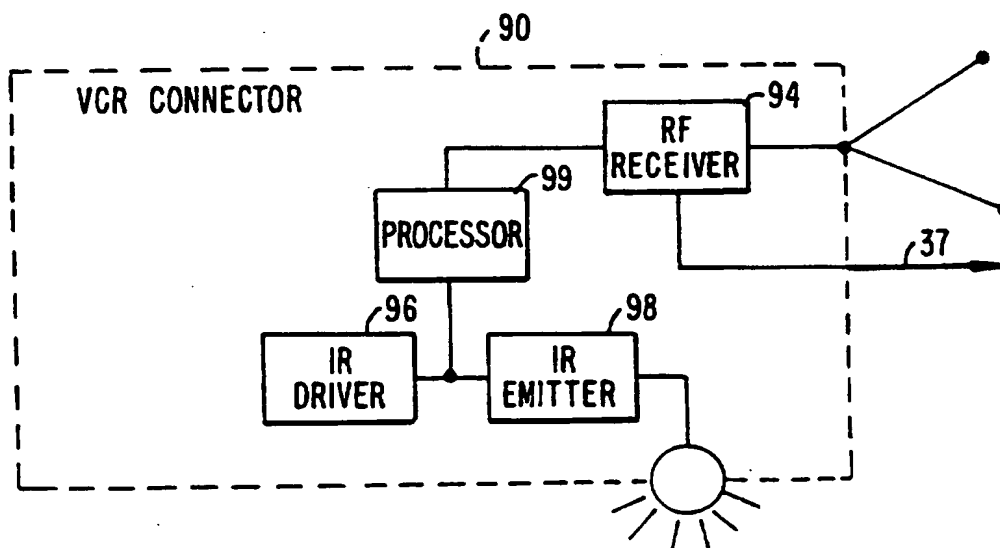 90
VCR CONNECTOR
94
RF
RECEIVER
99
PROCESSOR
37
96
98
IR
DRIVER
IR
EMITTER